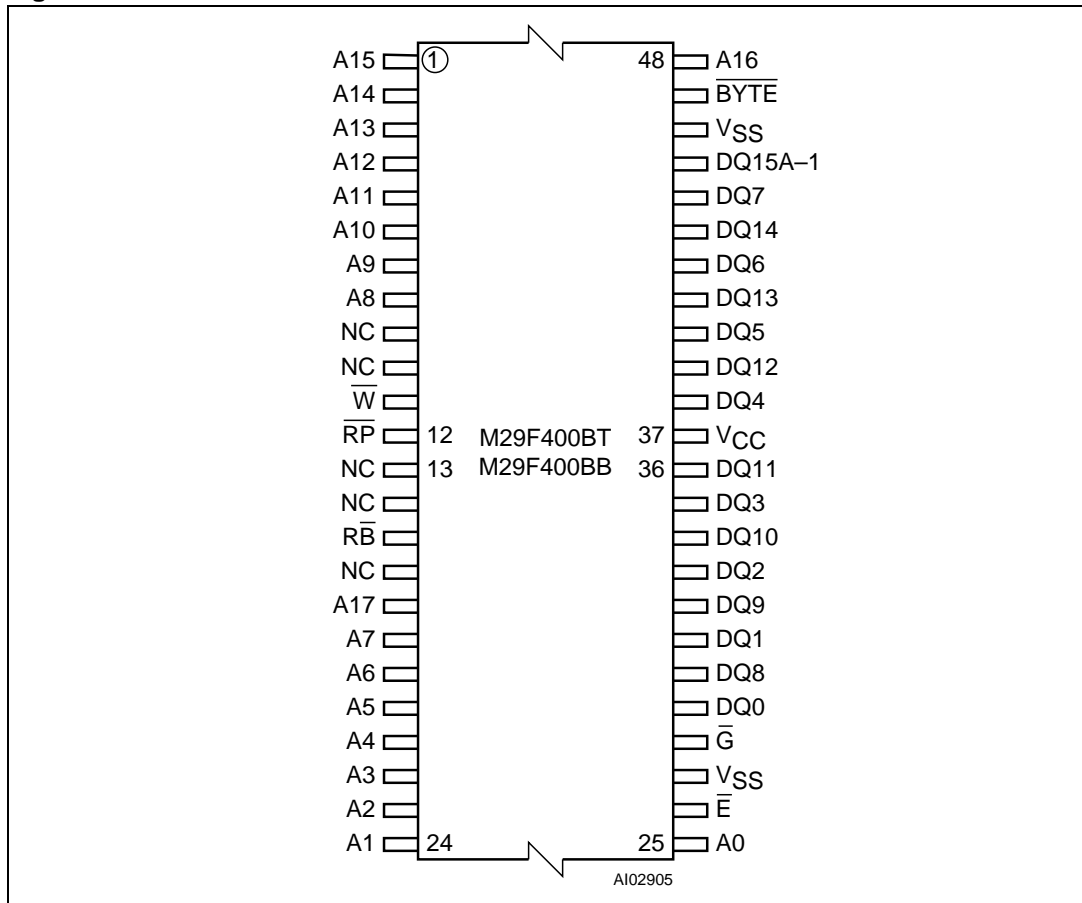 A15 1 48 A16
A14 B̅Y̅T̅E̅
A13 VSS
A12 DQ15A–1
A11 DQ7
A10 DQ14
A9 DQ6
A8 DQ13
NC DQ5
NC DQ12
W̅ DQ4
R̅P̅ 12 M29F400BT 37 VCC
NC 13 M29F400BB 36 DQ11
NC DQ3
RB̅ DQ10
NC DQ2
A17 DQ9
A7 DQ1
A6 DQ8
A5 DQ0
A4 G̅
A3 VSS
A2 E̅
A1 24 25 A0
AI02905